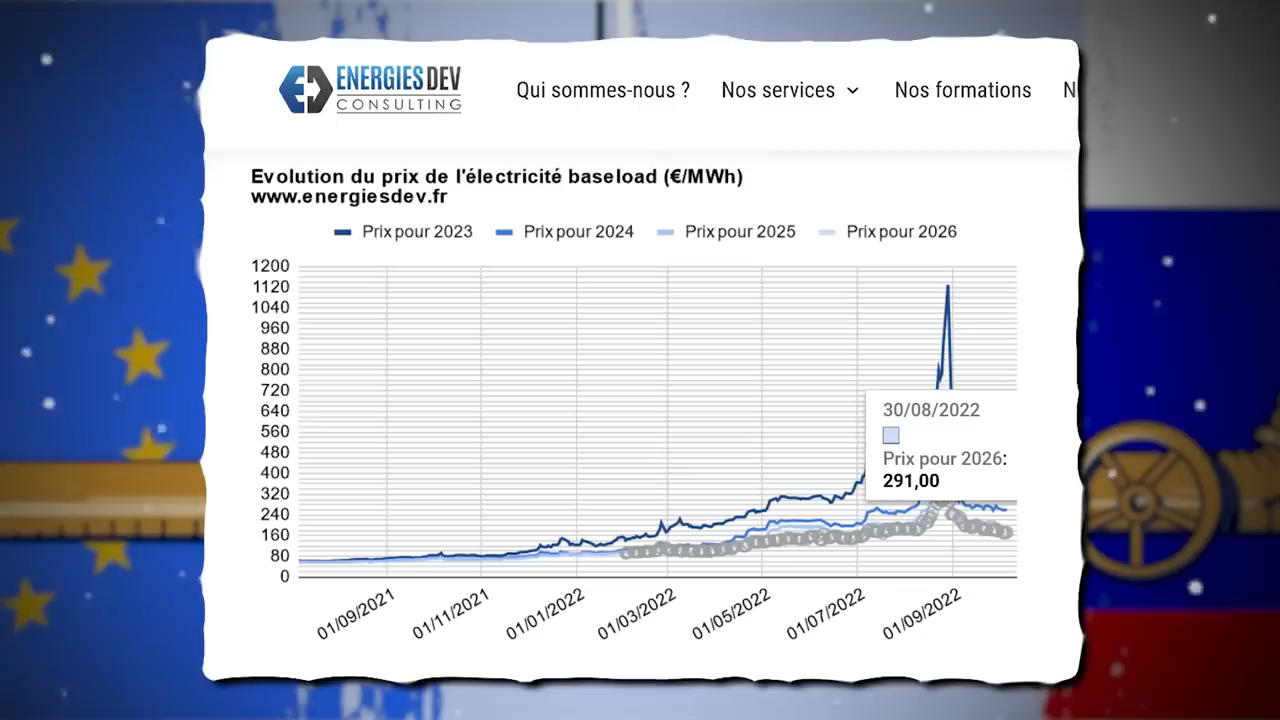 ENERGIES DEV
CONSULTING
Qui sommes-nous ? Nos services Nos formations
Evolution du prix de l'électricité baseload (€/MWh)
www.energiesdev.fr
Prix pour 2023 Prix pour 2024 Prix pour 2025 Prix pour 2026
1200
1120
1040
960
880
800
720
640
560
480
400
320
240
160
80
0
30/08/2022
Prix pour 2026:
291,00
01/09/2021 01/11/2021 01/01/2022 01/03/2022 01/05/2022 01/07/2022 01/09/2022